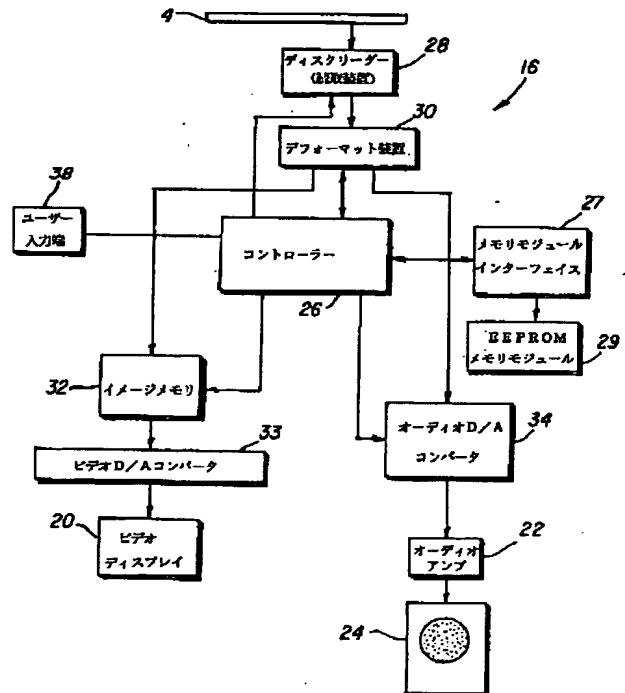 4
ディスクリーダー
(読取装置)
28
16
30
デフォーマット装置
38
ユーザー
入力端
コントローラー
26
27
メモリモジュール
インターフェイス
EEPROM
メモリモジュール
29
32
イメージメモリ
33
ビデオD/Aコンバータ
オーディオD/A
コンバータ
34
20
ビデオ
ディスプレイ
22
オーディオ
アンプ
24